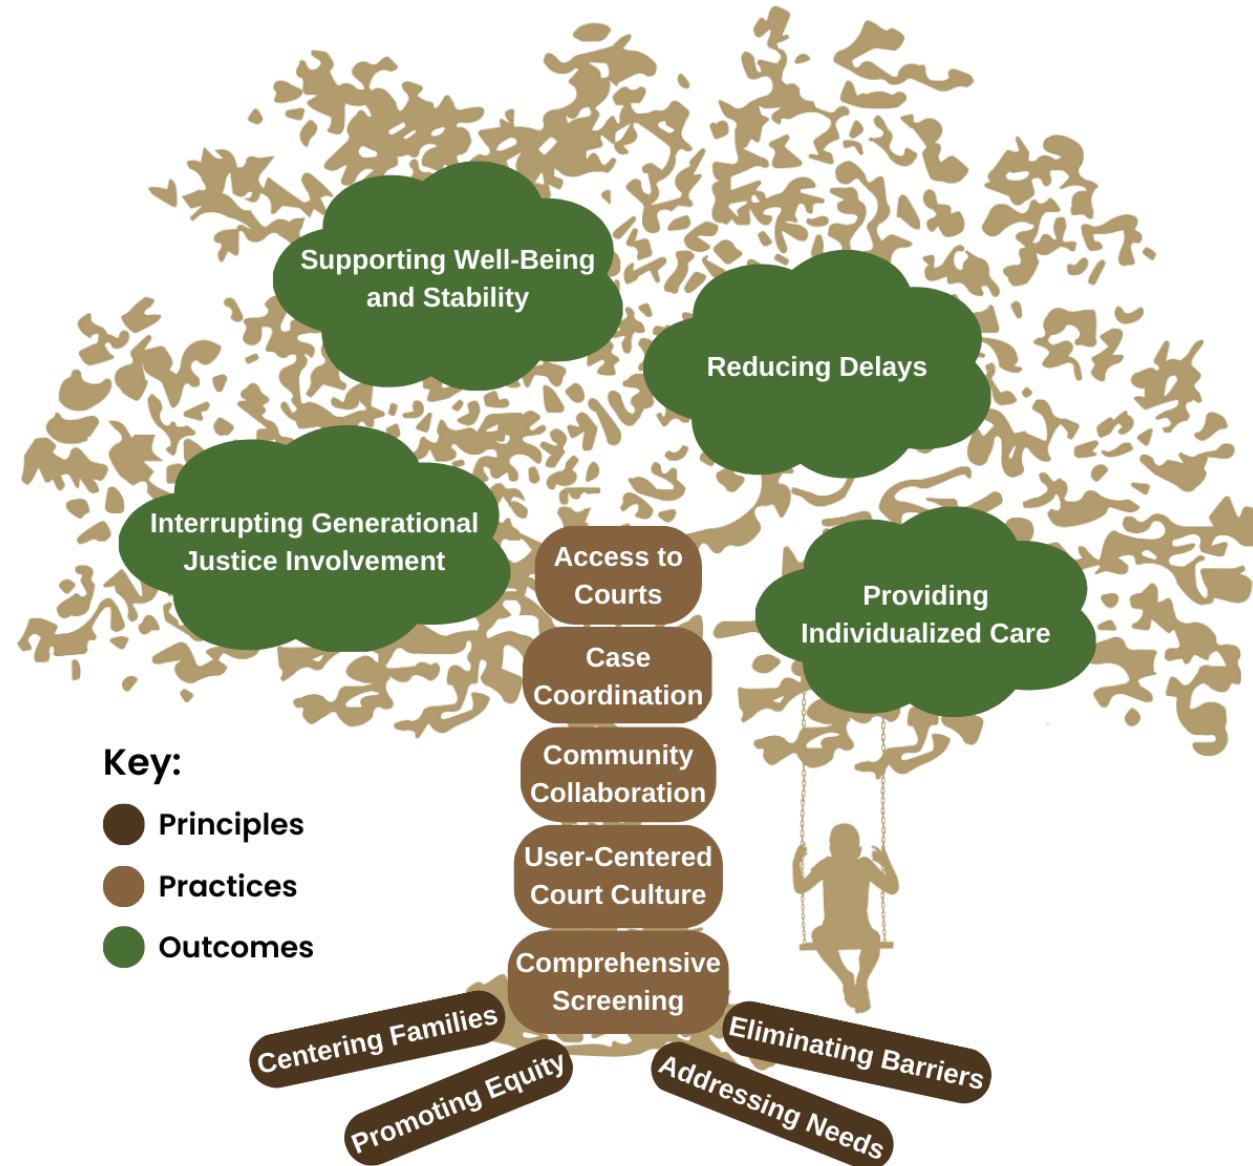 Supporting Well-Being
and Stability
Reducing Delays
Interrupting Generational
Justice Involvement
Access to
Courts
Providing
Individualized Care
Case
Coordination
Community
Collaboration
User-Centered
Court Culture
Comprehensive
Screening
Key:
Principles
Practices
Outcomes
Centering Families
Promoting Equity
Addressing Needs
Eliminating Barriers